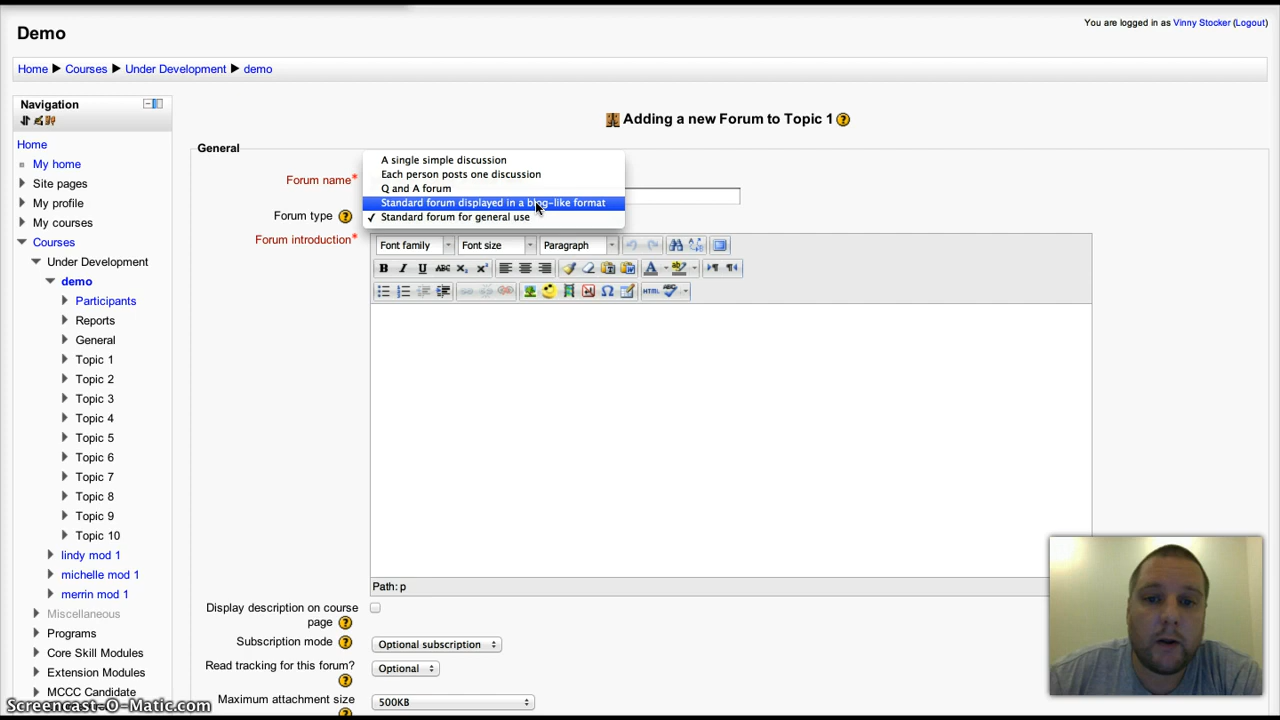 Demo
You are logged in as Vinny Stocker (Logout)
Home ▶ Courses ▶ Under Development ▶ demo
Navigation
Home
My home
Site pages
My profile
My courses
Courses
Under Development
demo
Participants
Reports
General
Topic 1
Topic 2
Topic 3
Topic 4
Topic 5
Topic 6
Topic 7
Topic 8
Topic 9
Topic 10
lindy mod 1
michelle mod 1
merrin mod 1
Miscellaneous
Programs
Core Skill Modules
Extension Modules
MCCC Candidate
Adding a new Forum to Topic 1
General
Forum name*
A single simple discussion
Each person posts one discussion
Q and A forum
Standard forum displayed in a blog-like format
✓ Standard forum for general use
Forum type
Forum introduction*
Font family
Font size
Paragraph
B I U ABC X₂ X²
HTML
Path: p
Display description on course
page
Subscription mode
Optional subscription
Read tracking for this forum?
Optional
Maximum attachment size
500KB
Screencast-O-Matic.com